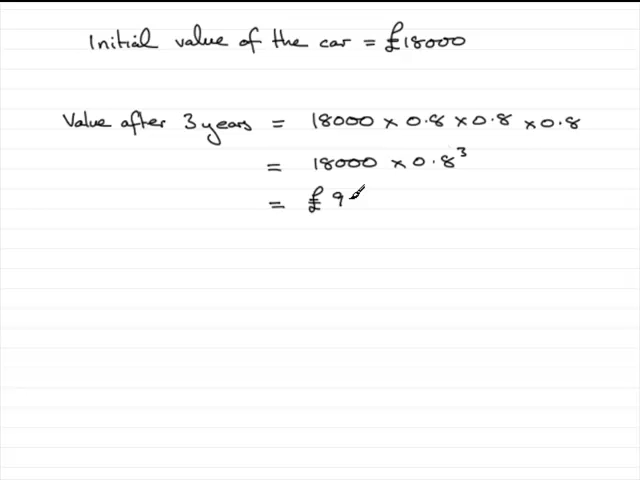 Initial value of the car = £18000
Value after 3 years = 18000 × 0.8 × 0.8 × 0.8
= 18000 × 0.8³
= £ 9